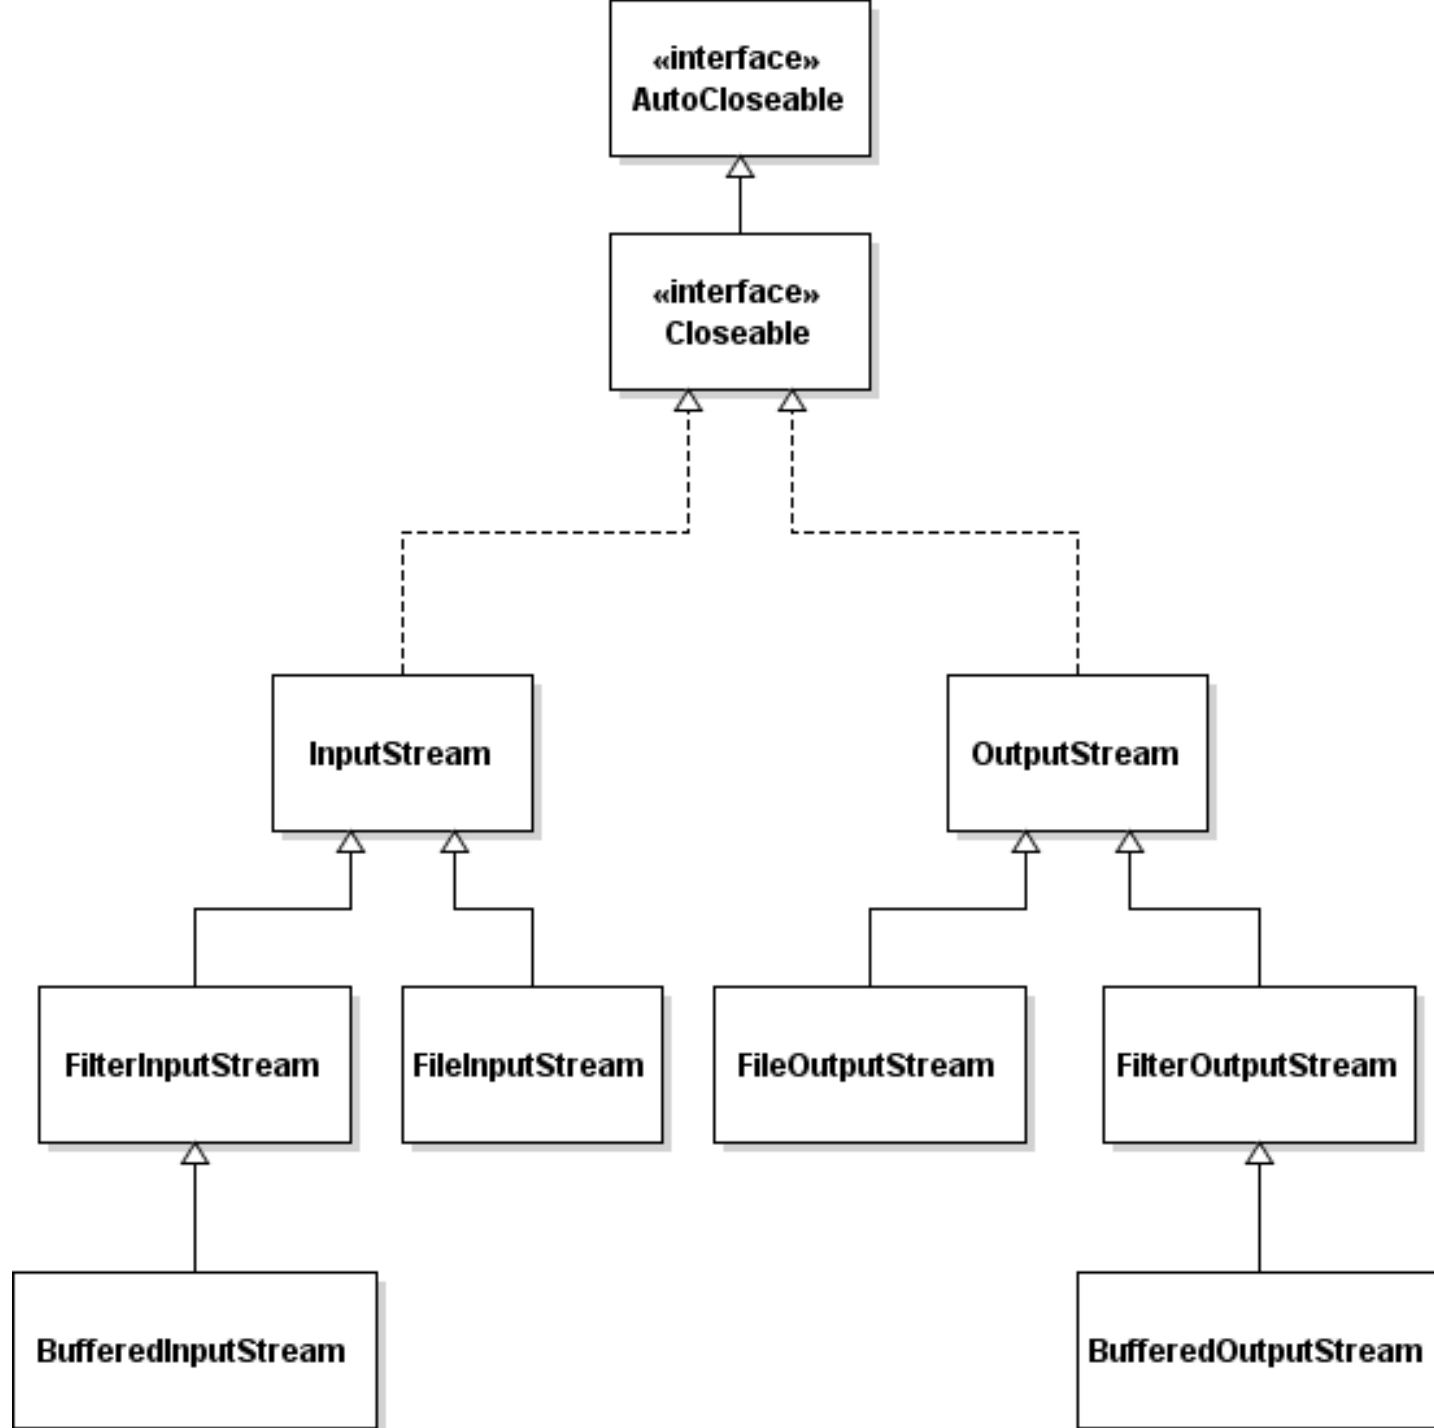 «interface»
AutoCloseable
«interface»
Closeable
InputStream
OutputStream
FilterInputStream
FileInputStream
FileOutputStream
FilterOutputStream
BufferedInputStream
BufferedOutputStream